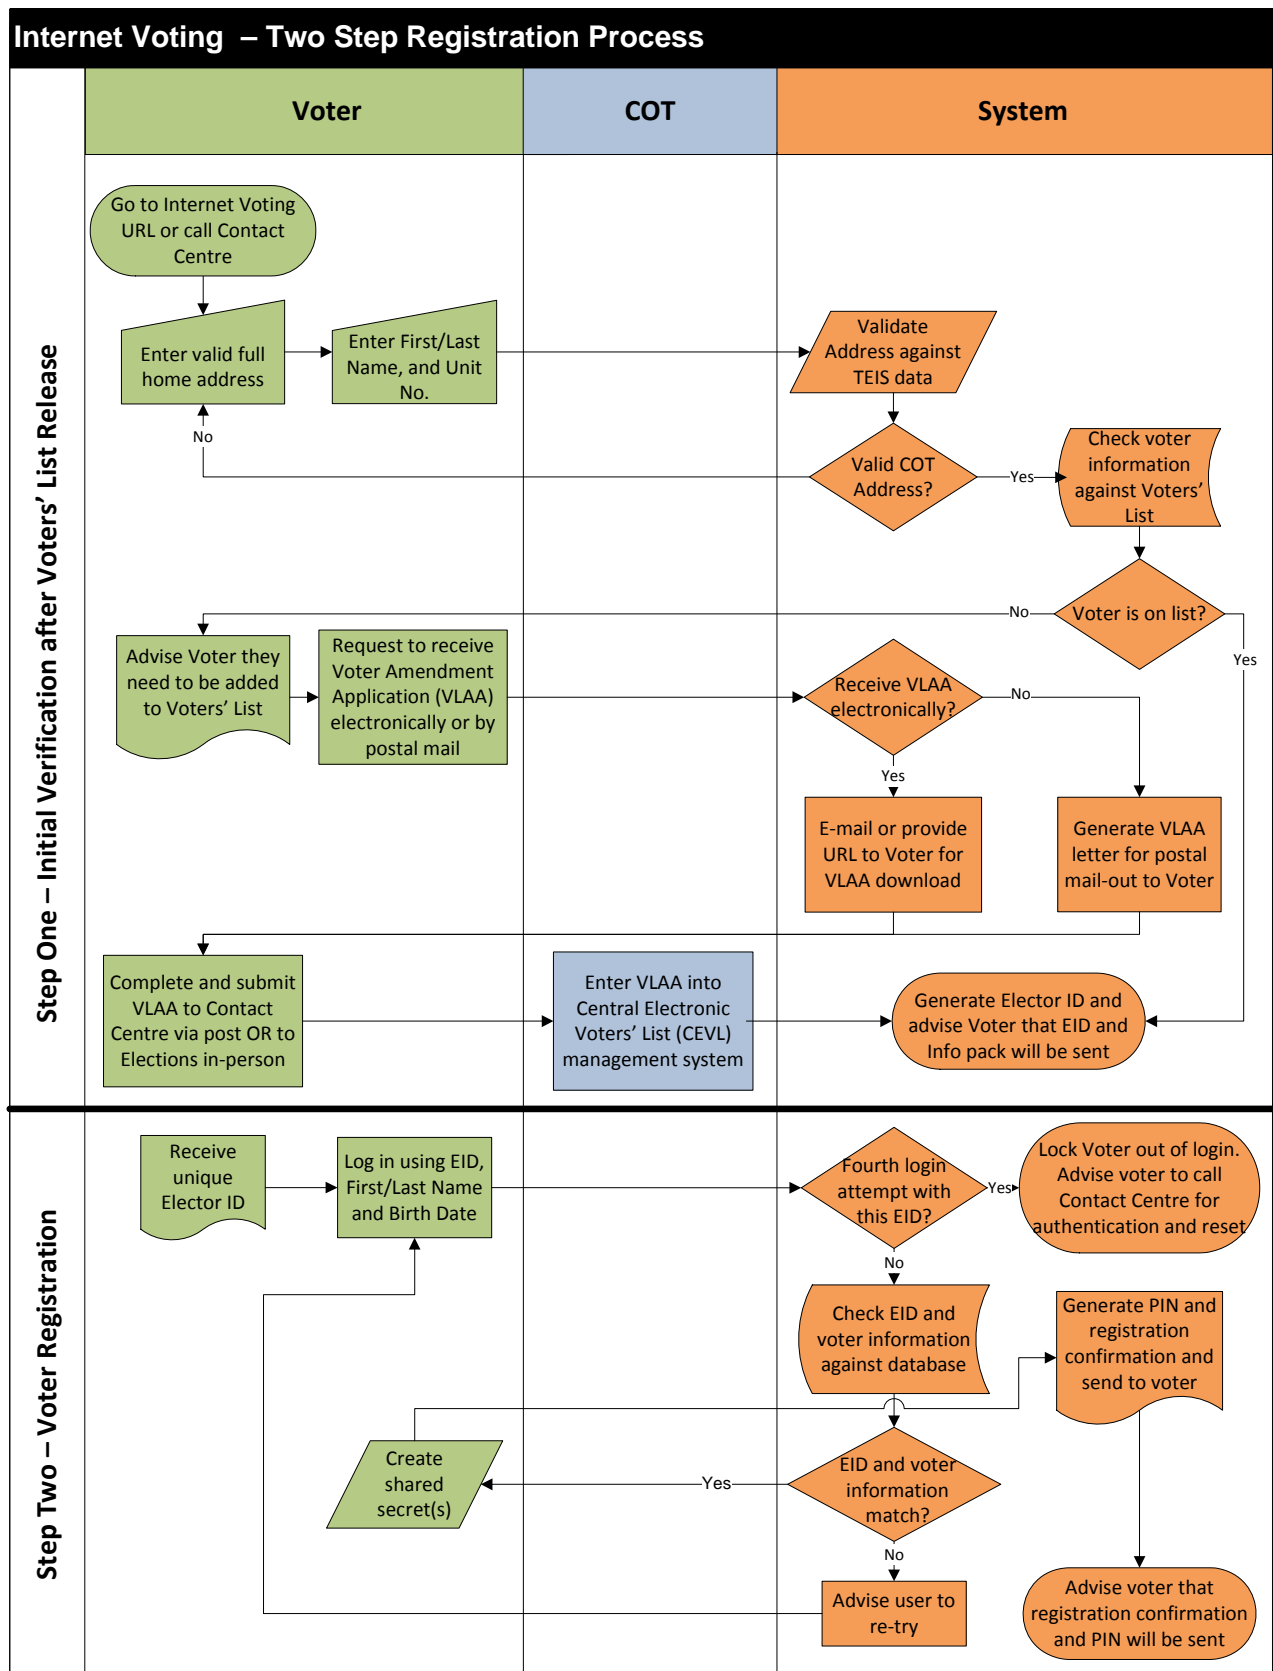 Internet Voting – Two Step Registration Process
Voter
COT
System
Step One – Initial Verification after Voters' List Release
Go to Internet Voting
URL or call Contact
Centre
Enter valid full
home address
Enter First/Last
Name, and Unit
No.
Validate
Address against
TEIS data
No
Valid COT
Address?
Yes
Check voter
information
against Voters'
List
Voter is on list?
No
Yes
Advise Voter they
need to be added
to Voters' List
Request to receive
Voter Amendment
Application (VLAA)
electronically or by
postal mail
Receive VLAA
electronically?
No
Yes
E-mail or provide
URL to Voter for
VLAA download
Generate VLAA
letter for postal
mail-out to Voter
Complete and submit
VLAA to Contact
Centre via post OR to
Elections in-person
Enter VLAA into
Central Electronic
Voters' List (CEVL)
management system
Generate Elector ID and
advise Voter that EID and
Info pack will be sent
Step Two – Voter Registration
Receive
unique
Elector ID
Log in using EID,
First/Last Name
and Birth Date
Fourth login
attempt with
this EID?
Yes
Lock Voter out of login.
Advise voter to call
Contact Centre for
authentication and reset
No
Check EID and
voter information
against database
Generate PIN and
registration
confirmation and
send to voter
Create
shared
secret(s)
Yes
EID and voter
information
match?
No
Advise user to
re-try
Advise voter that
registration confirmation
and PIN will be sent